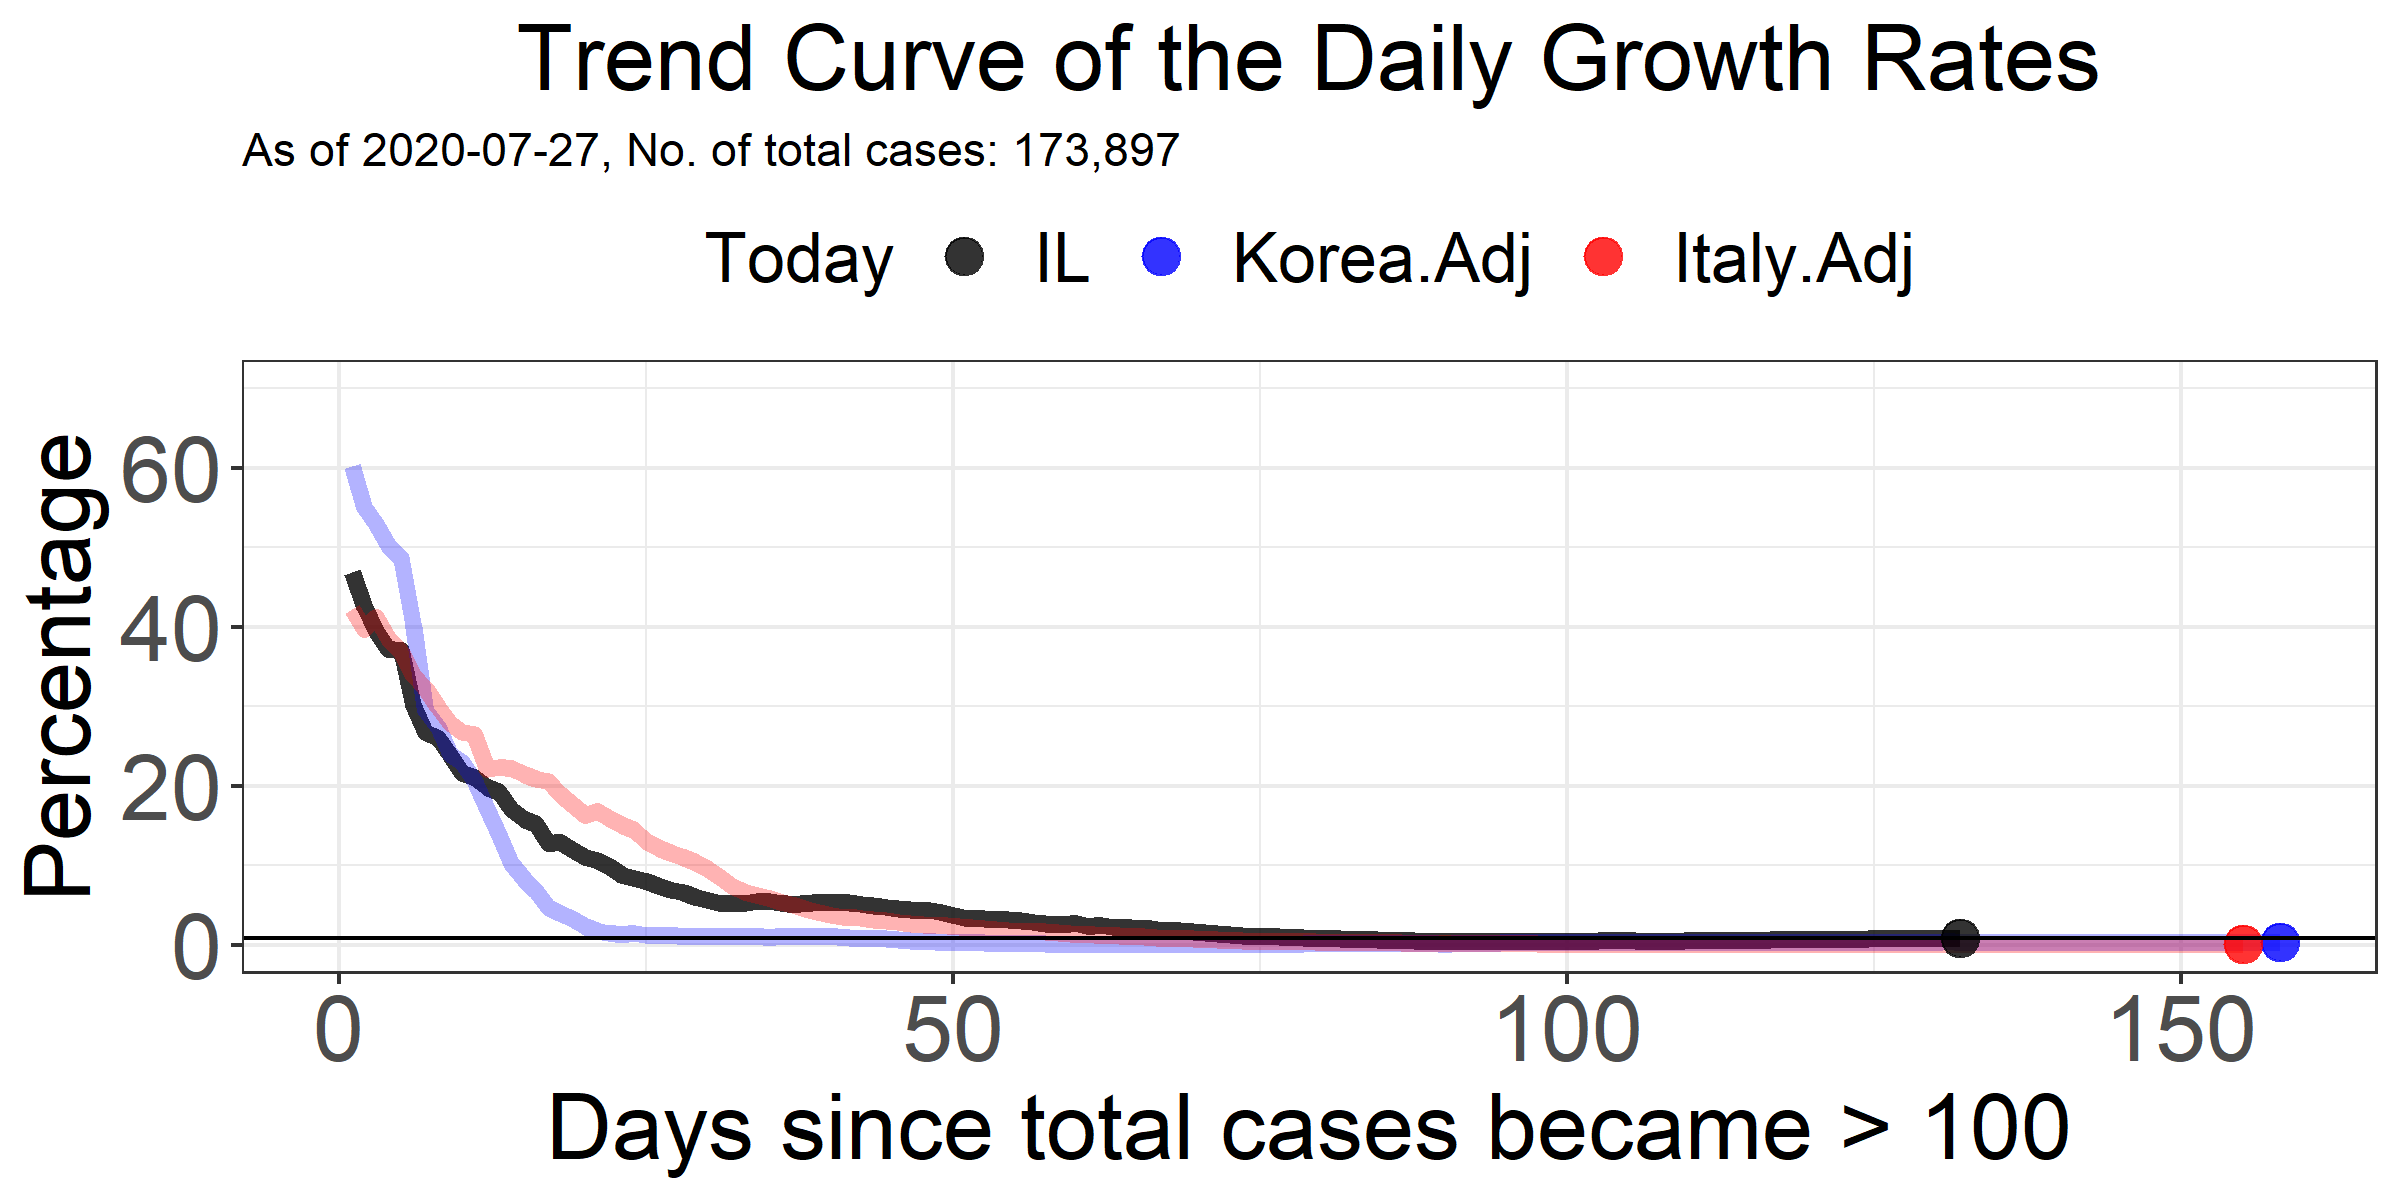 Trend Curve of the Daily Growth Rates
As of 2020-07-27, No. of total cases: 173,897
Today IL Korea.Adj Italy.Adj
Percentage
60
40
20
0
0 50 100 150
Days since total cases became > 100